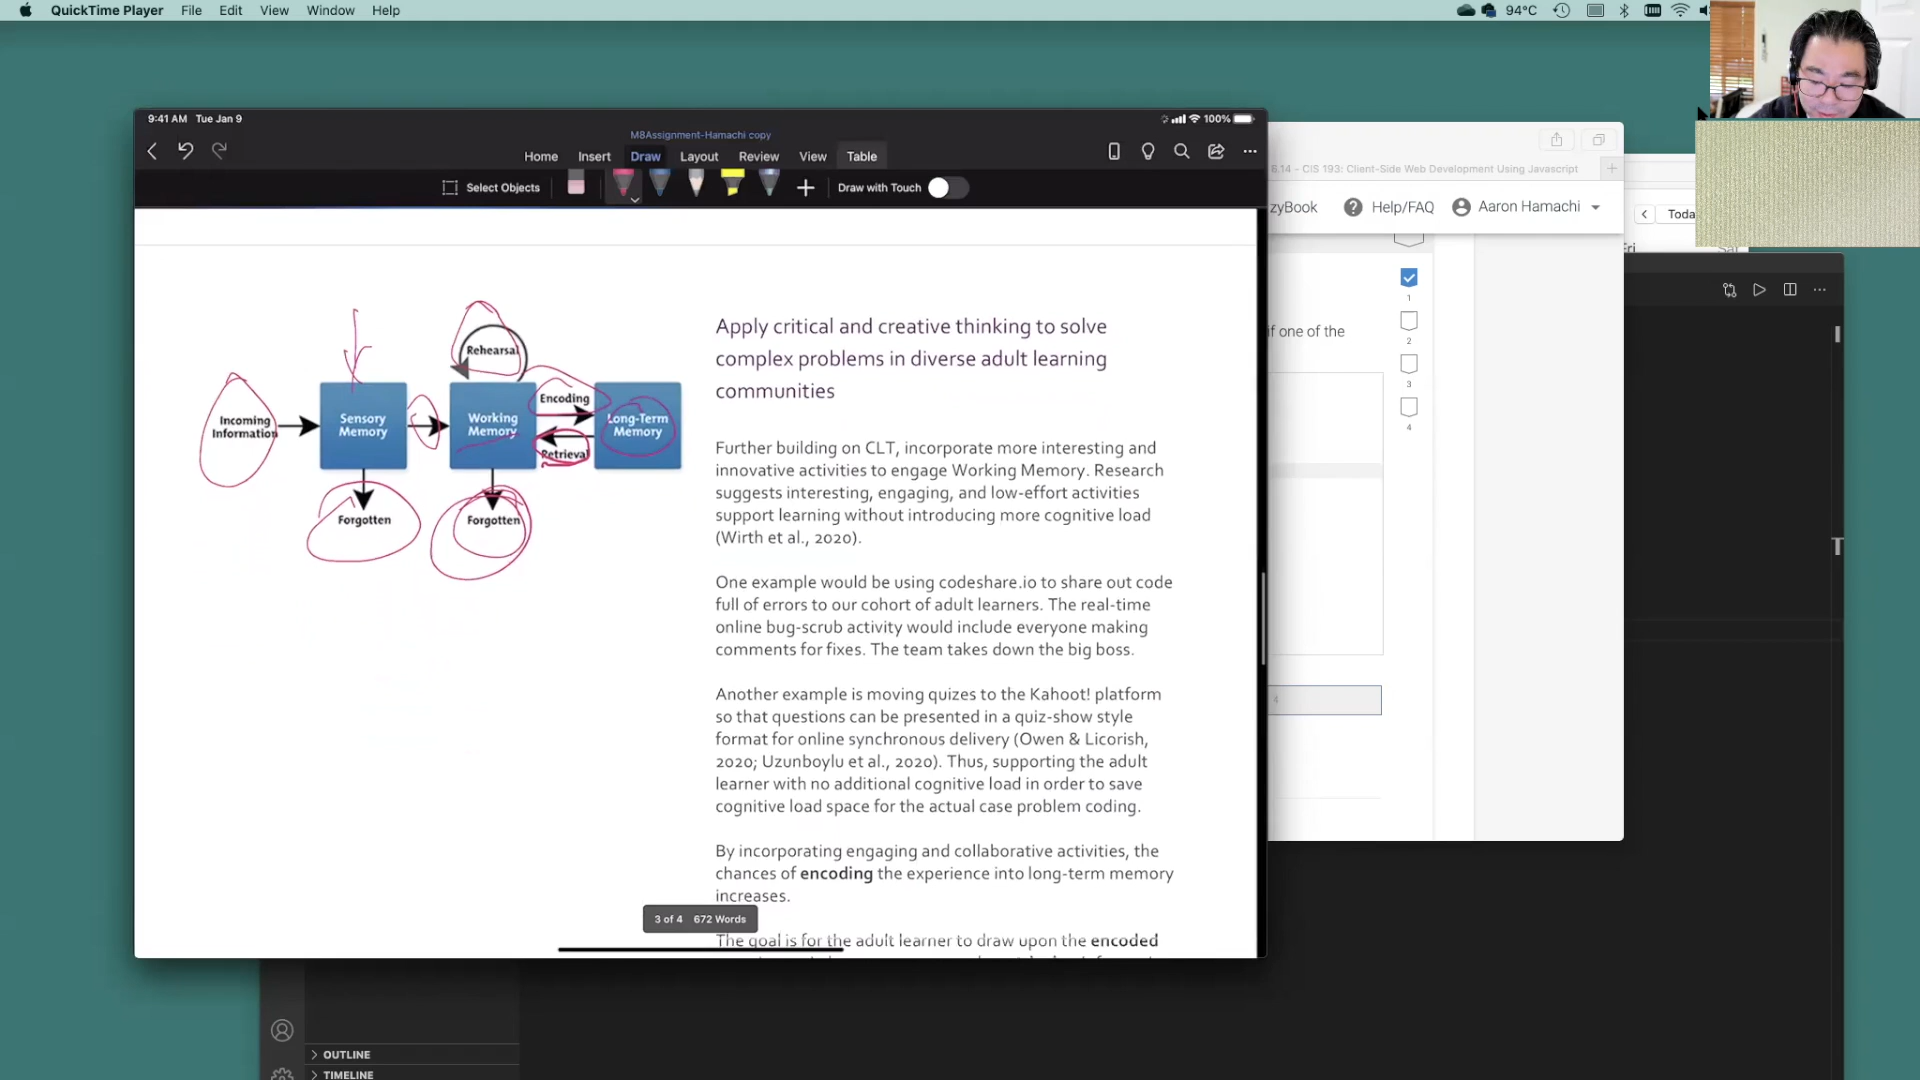 QuickTime Player File Edit View Window Help
94°C
9:41 AM Tue Jan 9
100%
M8Assignment-Hamachi copy
Home Insert Draw Layout Review View Table
Select Objects
Draw with Touch
6.14 - CIS 193: Client-Side Web Development Using Javascript
zyBook Help/FAQ Aaron Hamachi
Toda
Fri Sat
if one of the
1
2
3
4
4
Rehearsal
Incoming
Information
Sensory
Memory
Working
Memory
Encoding
Retrieval
Long-Term
Memory
Forgotten
Forgotten
Apply critical and creative thinking to solve
complex problems in diverse adult learning
communities
Further building on CLT, incorporate more interesting and
innovative activities to engage Working Memory. Research
suggests interesting, engaging, and low-effort activities
support learning without introducing more cognitive load
(Wirth et al., 2020).
One example would be using codeshare.io to share out code
full of errors to our cohort of adult learners. The real-time
online bug-scrub activity would include everyone making
comments for fixes. The team takes down the big boss.
Another example is moving quizes to the Kahoot! platform
so that questions can be presented in a quiz-show style
format for online synchronous delivery (Owen & Licorish,
2020; Uzunboylu et al., 2020). Thus, supporting the adult
learner with no additional cognitive load in order to save
cognitive load space for the actual case problem coding.
By incorporating engaging and collaborative activities, the
chances of encoding the experience into long-term memory
increases.
The goal is for the adult learner to draw upon the encoded
3 of 4 672 Words
OUTLINE
TIMELINE